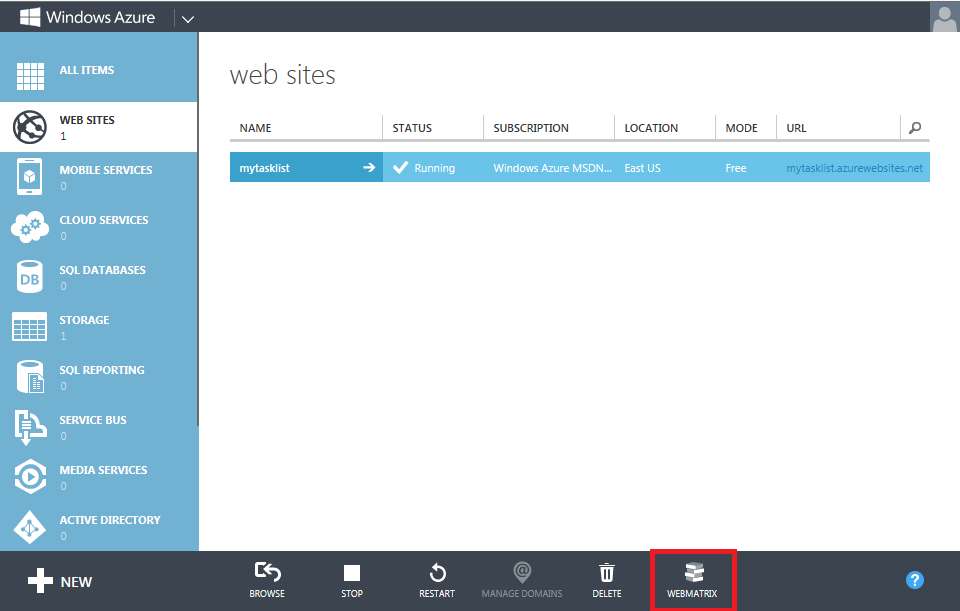 Windows Azure
ALL ITEMS
WEB SITES
1
MOBILE SERVICES
0
CLOUD SERVICES
0
DB
SQL DATABASES
0
STORAGE
1
SQL REPORTING
0
SERVICE BUS
0
MEDIA SERVICES
0
ACTIVE DIRECTORY
0
web sites
NAME STATUS SUBSCRIPTION LOCATION MODE URL
mytasklist Running Windows Azure MSDN... East US Free mytasklist.azurewebsites.net
NEW
BROWSE
STOP
RESTART
@
MANAGE DOMAINS
DELETE
WEBMATRIX
?